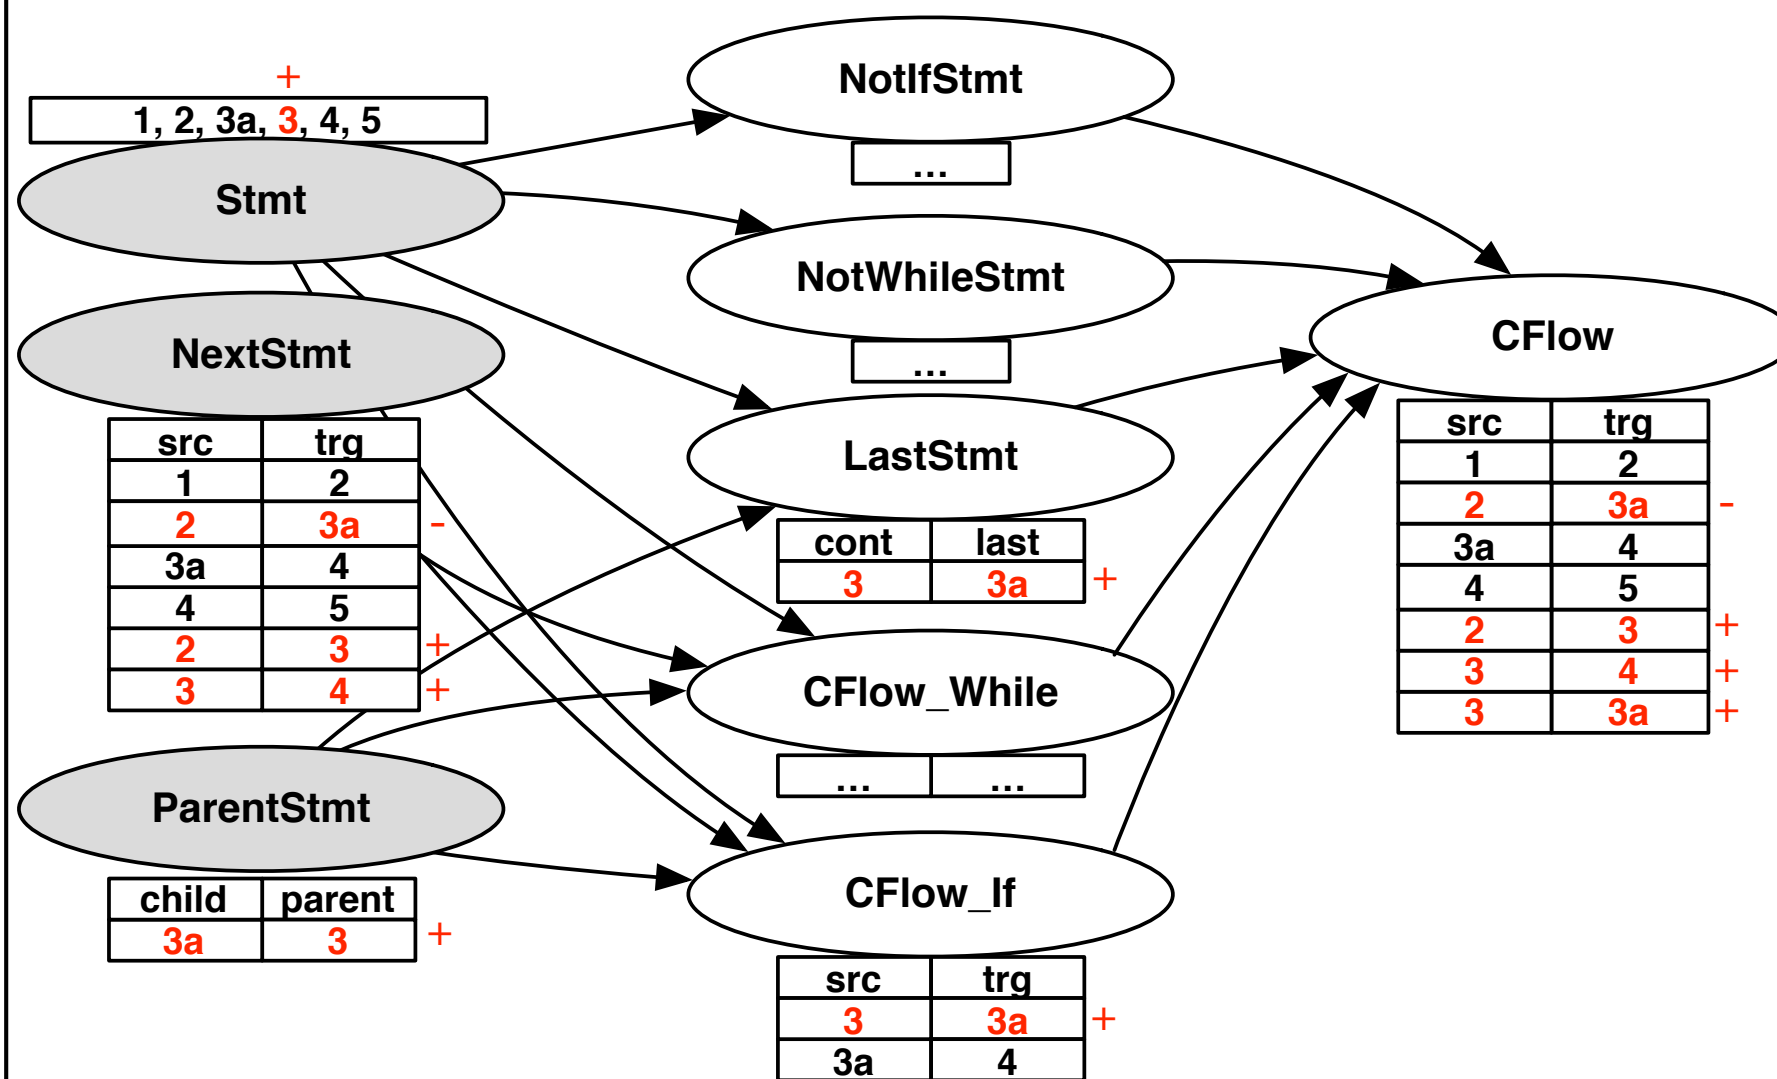 +
1, 2, 3a, 3, 4, 5
Stmt
NextStmt
src trg
1 2
2 3a -
3a 4
4 5
2 3 +
3 4 +
ParentStmt
child parent
3a 3 +
NotIfStmt
...
NotWhileStmt
...
LastStmt
cont last
3 3a +
CFlow_While
... ...
CFlow_If
src trg
3 3a +
3a 4
CFlow
src trg
1 2
2 3a -
3a 4
4 5
2 3 +
3 4 +
3 3a +